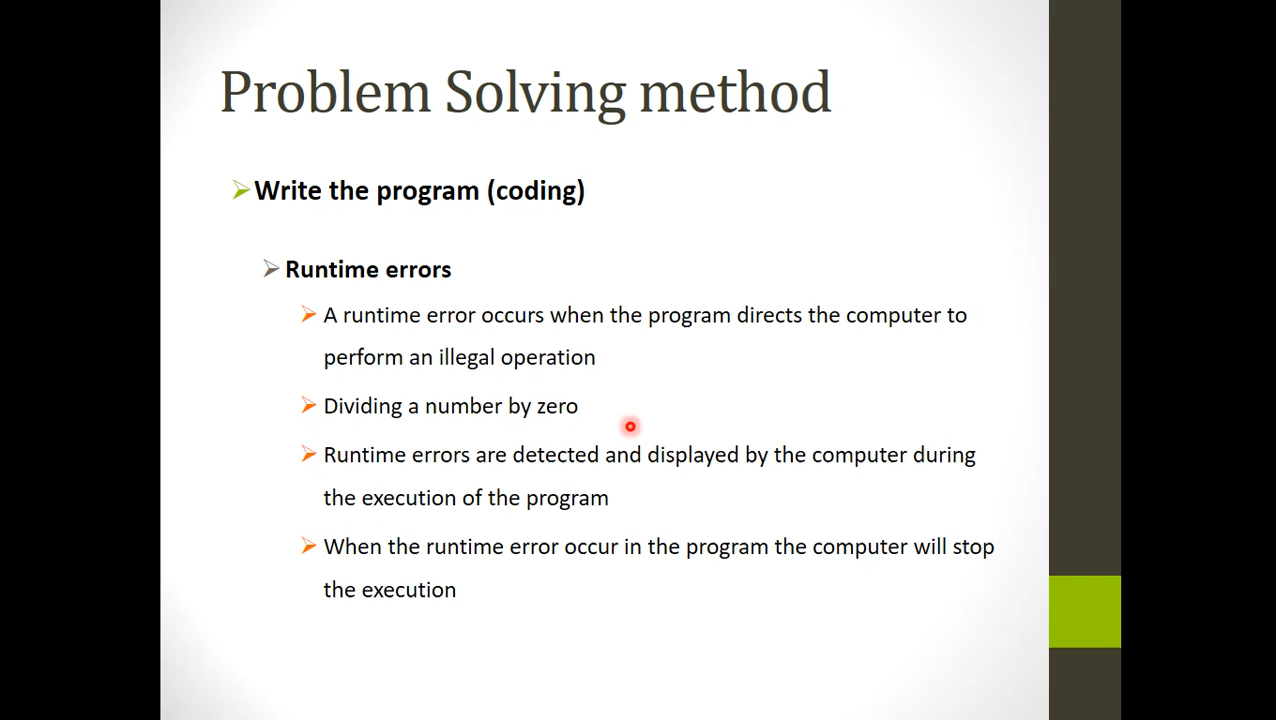 Problem Solving method
Write the program (coding)
Runtime errors
A runtime error occurs when the program directs the computer to
perform an illegal operation
Dividing a number by zero
Runtime errors are detected and displayed by the computer during
the execution of the program
When the runtime error occur in the program the computer will stop
the execution